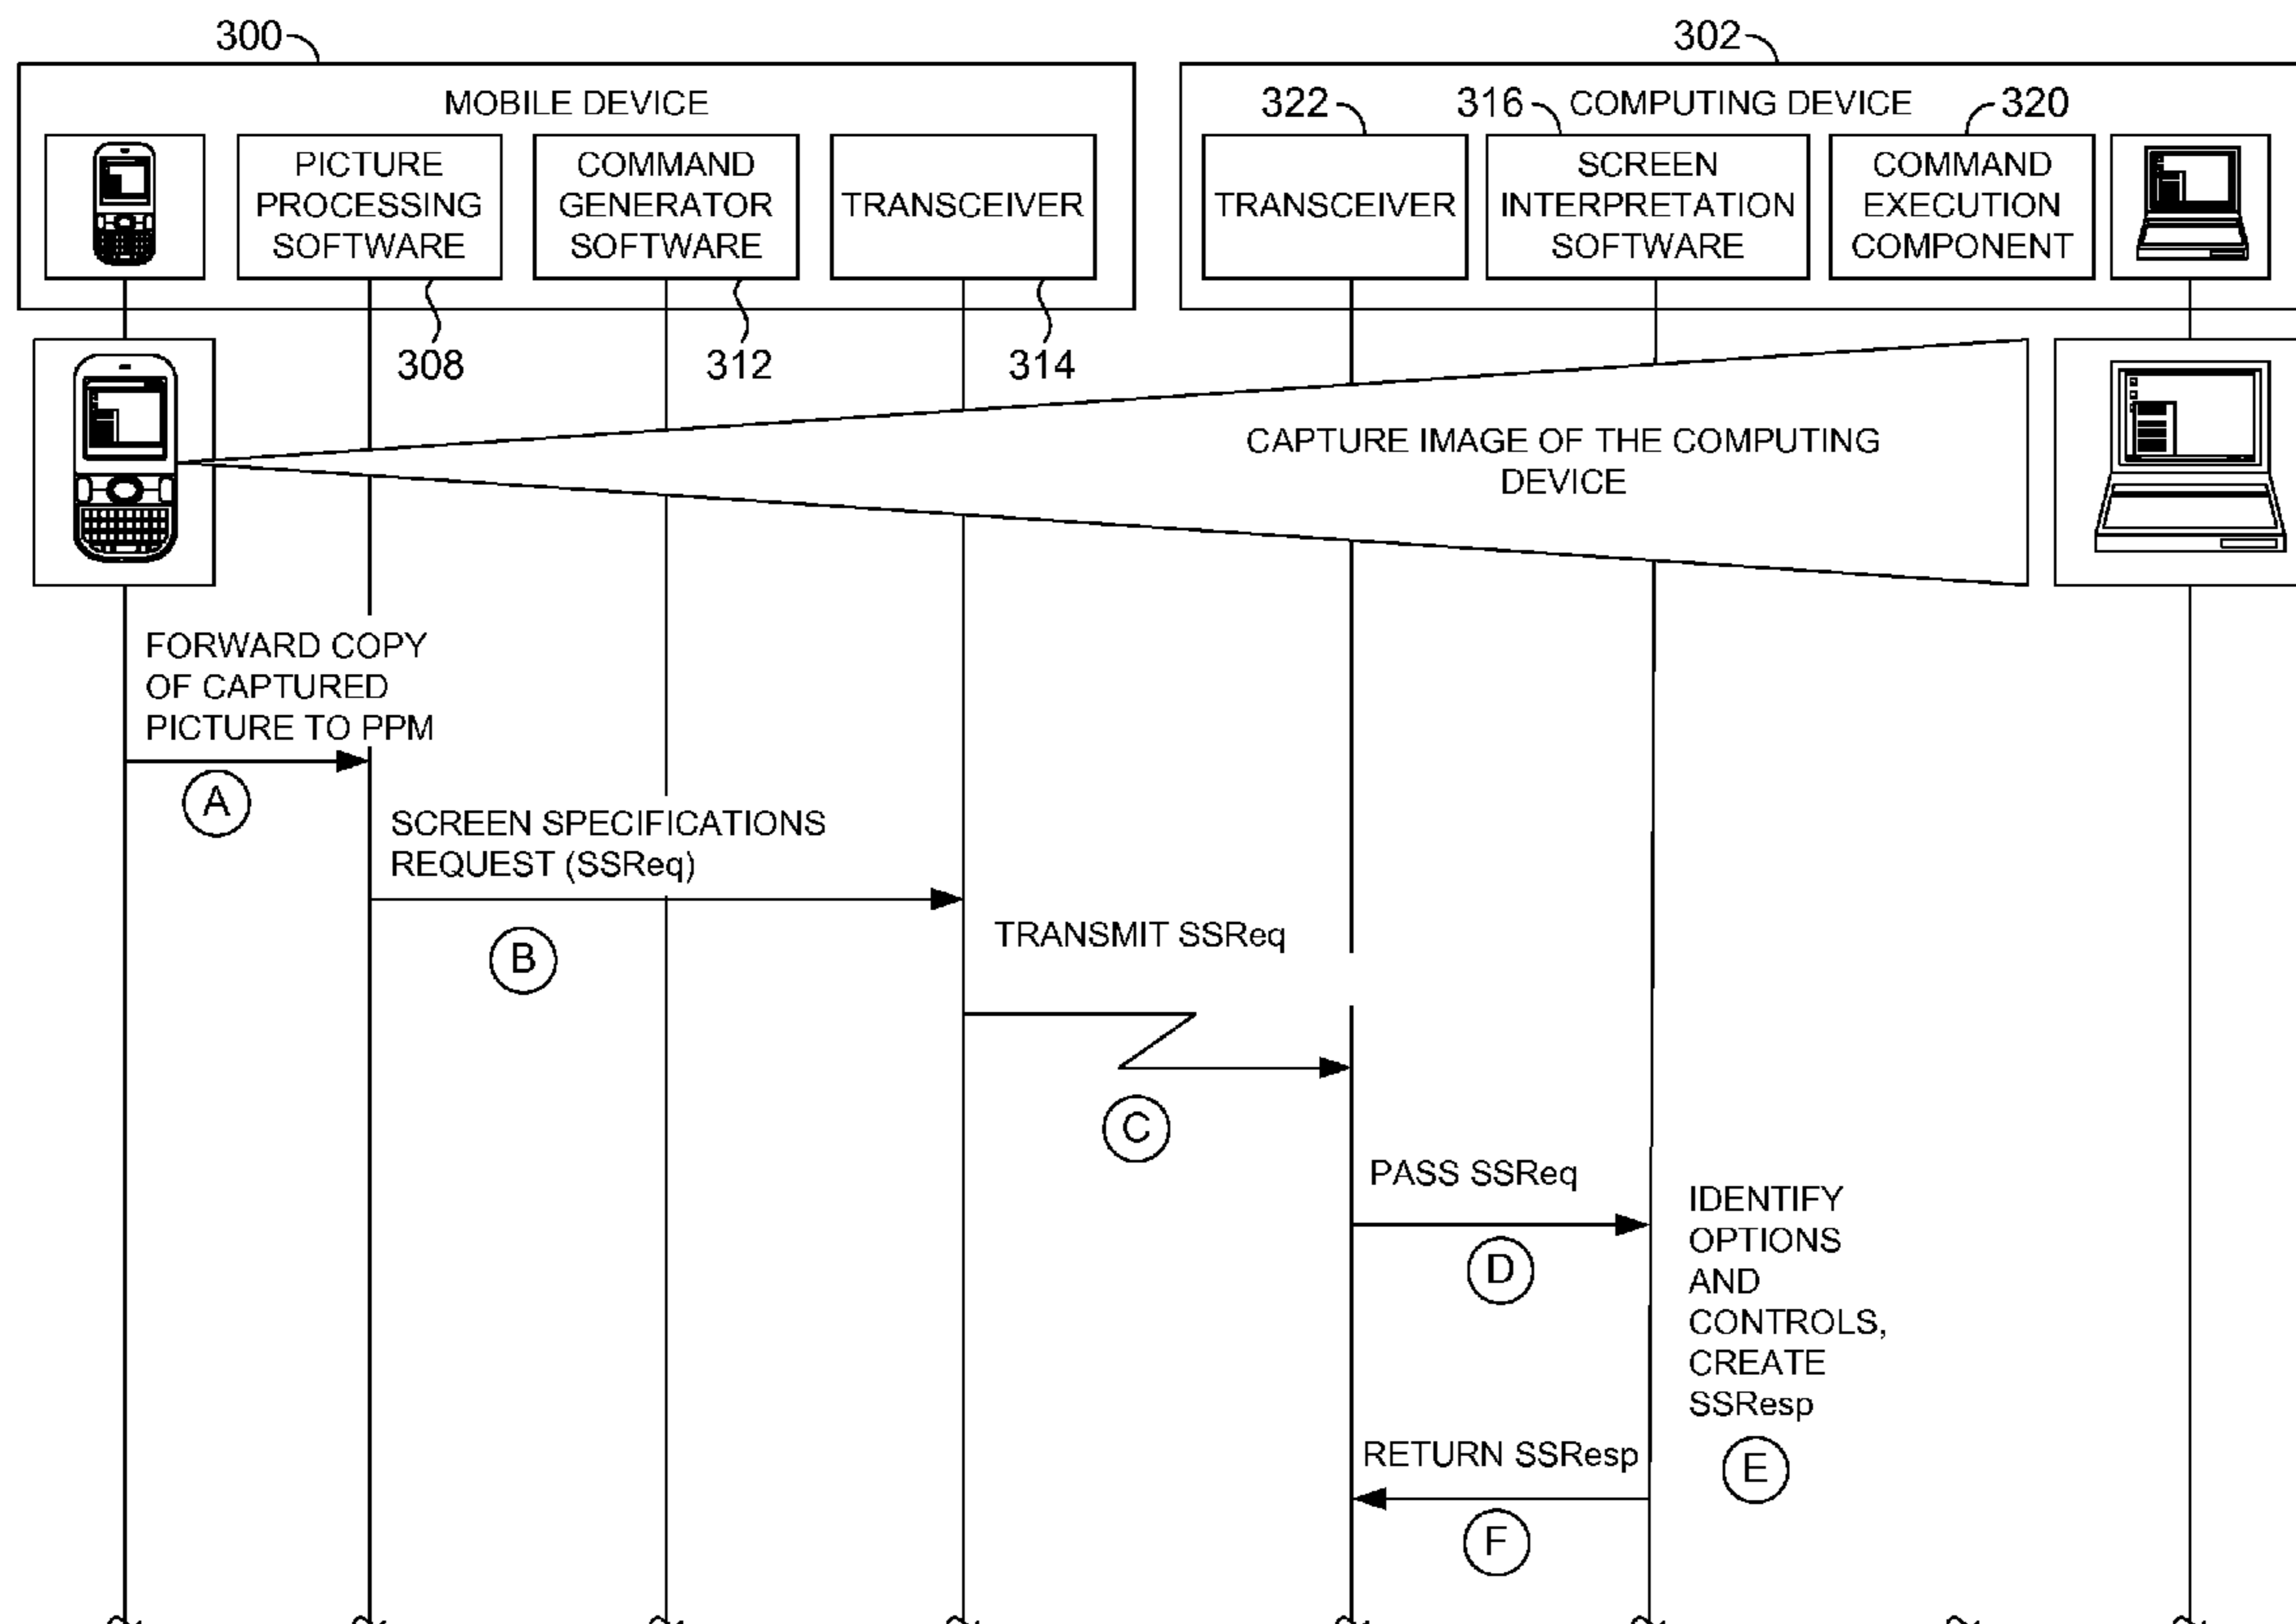 300
302
MOBILE DEVICE
322
316
COMPUTING DEVICE
320
PICTURE
PROCESSING
SOFTWARE
COMMAND
GENERATOR
SOFTWARE
TRANSCEIVER
TRANSCEIVER
SCREEN
INTERPRETATION
SOFTWARE
COMMAND
EXECUTION
COMPONENT
308
312
314
CAPTURE IMAGE OF THE COMPUTING
DEVICE
FORWARD COPY
OF CAPTURED
PICTURE TO PPM
A
SCREEN SPECIFICATIONS
REQUEST (SSReq)
B
TRANSMIT SSReq
C
PASS SSReq
D
IDENTIFY
OPTIONS
AND
CONTROLS,
CREATE
SSResp
E
RETURN SSResp
F